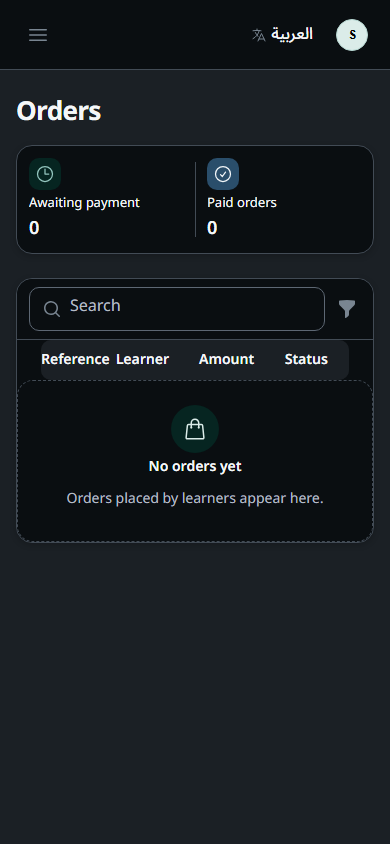 العربية
S
Orders
Awaiting payment
0
Paid orders
0
Search
Reference Learner Amount Status
No orders yet
Orders placed by learners appear here.